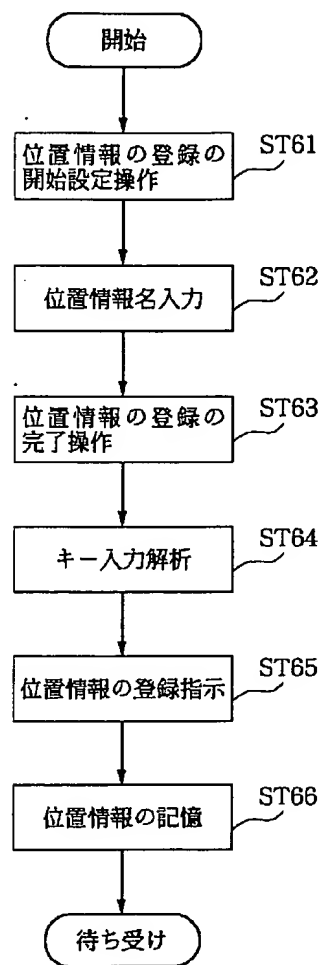 開始
位置情報の登録の
開始設定操作
ST61
位置情報名入力
ST62
位置情報の登録の
完了操作
ST63
キー入力解析
ST64
位置情報の登録指示
ST65
位置情報の記憶
ST66
待ち受け